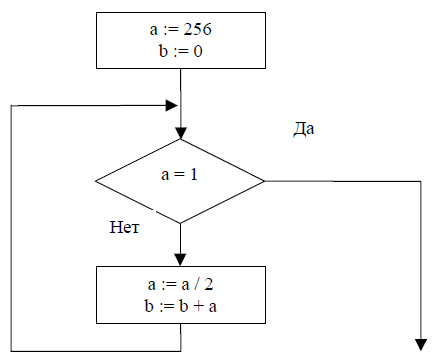 a := 256
b := 0
Да
a = 1
Нет
a := a / 2
b := b + a